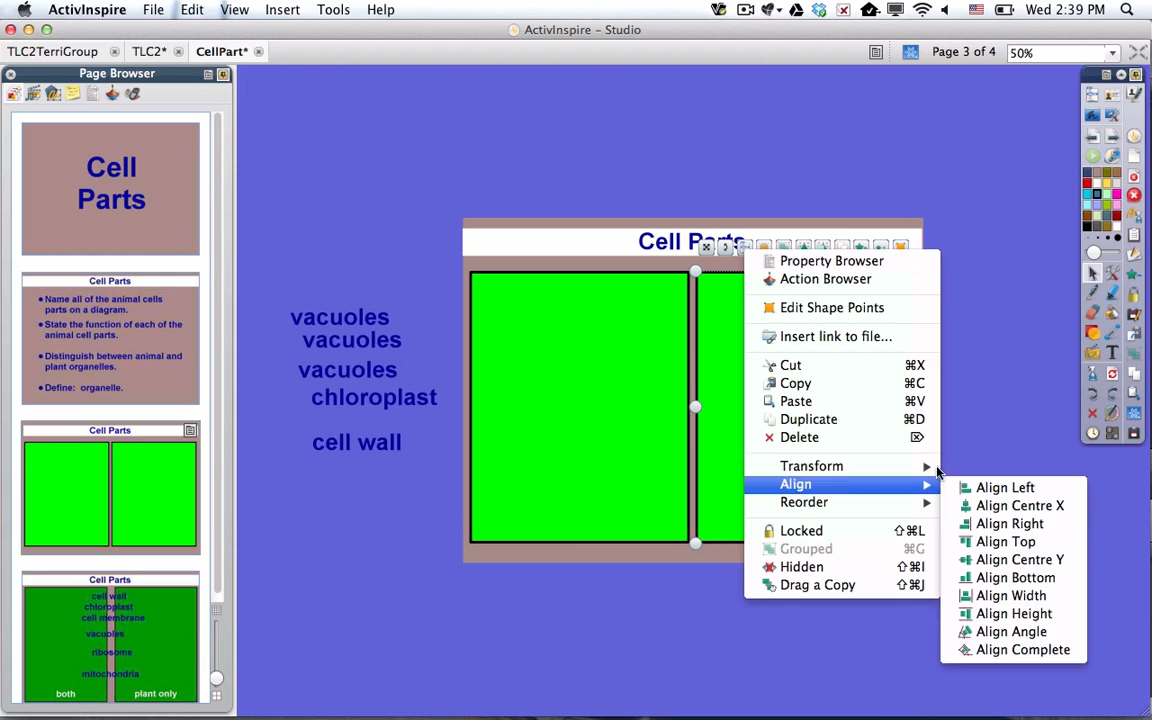 ActivInspire File Edit View Insert Tools Help Wed 2:39 PM
ActivInspire - Studio
TLC2TerriGroup TLC2* CellPart* Page 3 of 4 50%
Page Browser
Cell
Parts
Cell Parts
Name all of the animal cells
parts on a diagram.
State the function of each of the
animal cell parts.
Distinguish between animal and
plant organelles.
Define: organelle.
Cell Parts
Cell Parts
cell wall
chloroplast
cell membrane
vacuoles
ribosome
mitochondria
both plant only
vacuoles
vacuoles
vacuoles
chloroplast
cell wall
Cell Parts
Property Browser
Action Browser
Edit Shape Points
Insert link to file...
Cut ⌘X
Copy ⌘C
Paste ⌘V
Duplicate ⌘D
Delete ⌦
Transform
Align
Reorder
Locked ⇧⌘L
Grouped ⌘G
Hidden ⇧⌘I
Drag a Copy ⇧⌘J
Align Left
Align Centre X
Align Right
Align Top
Align Centre Y
Align Bottom
Align Width
Align Height
Align Angle
Align Complete